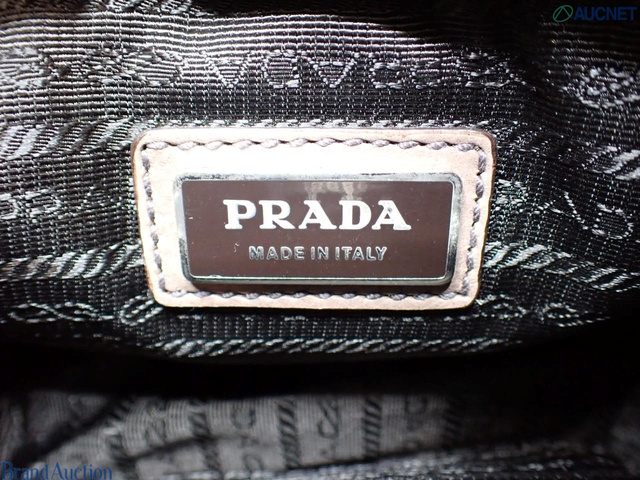 AUCNET
PRADA
MADE IN ITALY
Brand Auction